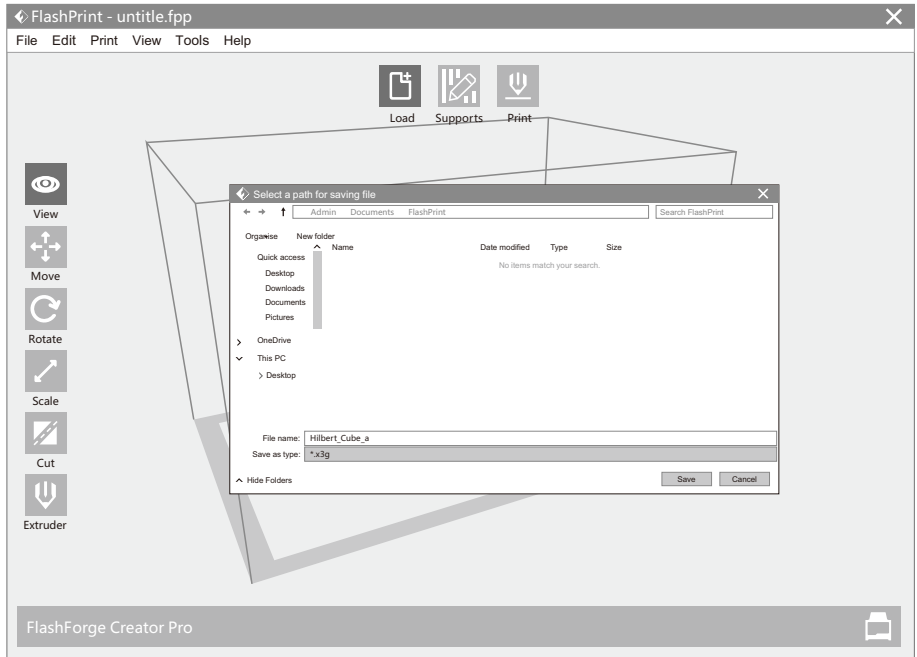 FlashPrint - untitle.fpp
File Edit Print View Tools Help
Load Supports Print
View
Move
Rotate
Scale
Cut
Extruder
Select a path for saving file
Admin Documents FlashPrint
Search FlashPrint
Organise New folder
Name Date modified Type Size
No items match your search.
Quick access
Desktop
Downloads
Documents
Pictures
OneDrive
This PC
Desktop
File name: Hilbert_Cube_a
Save as type: *.x3g
Hide Folders
Save Cancel
FlashForge Creator Pro